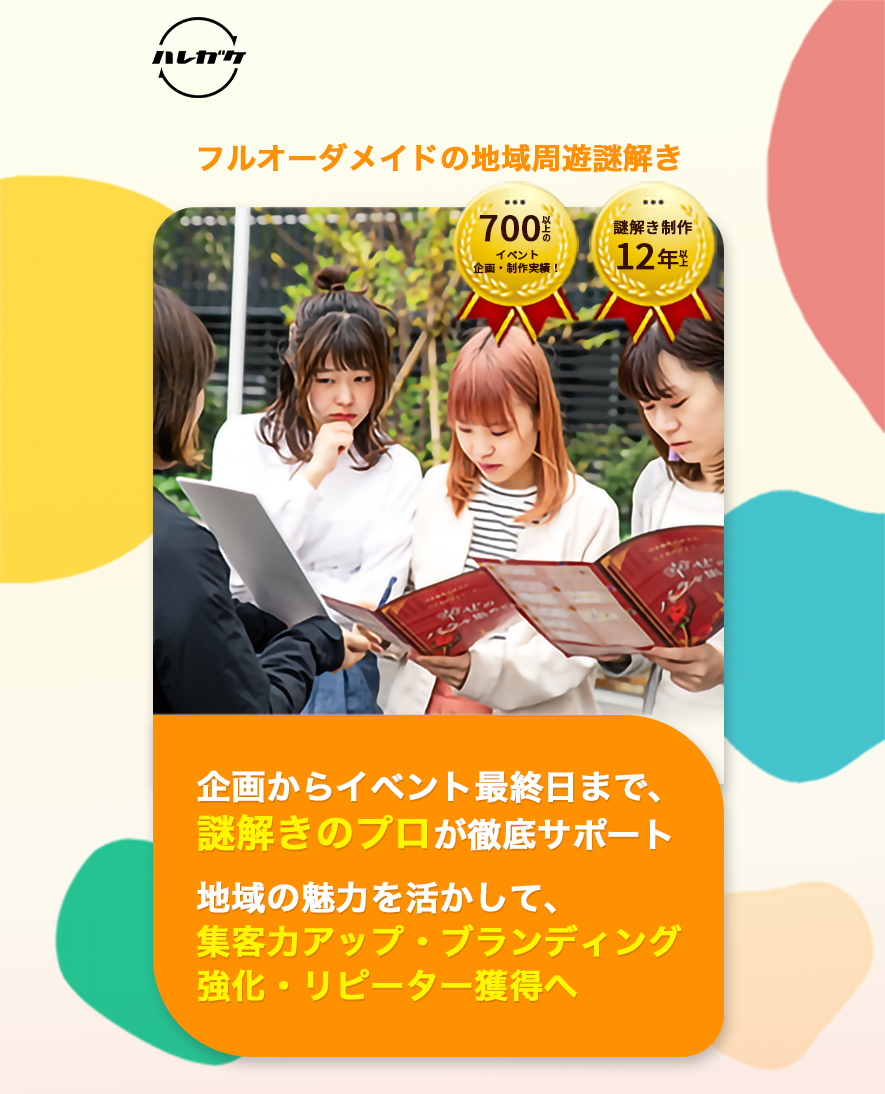 ハレガケ
フルオーダメイドの地域周遊謎解き
700以上の
イベント
企画・制作実績！
謎解き制作
12年以上
企画からイベント最終日まで、
謎解きのプロが徹底サポート
地域の魅力を活かして、
集客力アップ・ブランディング
強化・リピーター獲得へ